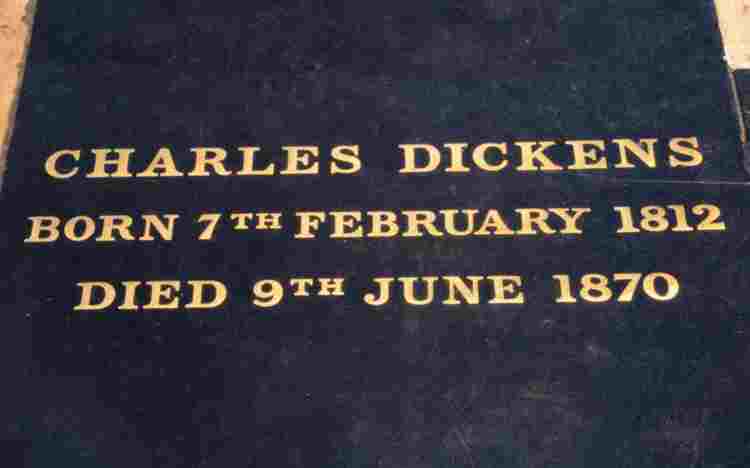 CHARLES DICKENS
BORN 7TH FEBRUARY 1812
DIED 9TH JUNE 1870